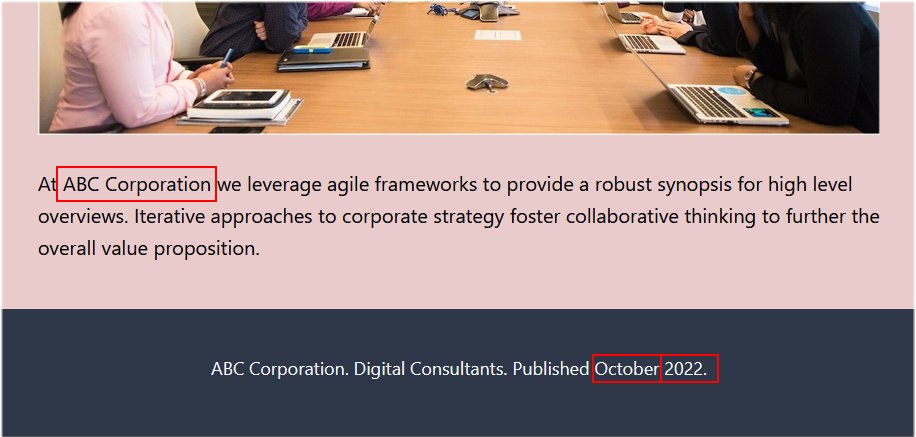 At ABC Corporation we leverage agile frameworks to provide a robust synopsis for high level
overviews. Iterative approaches to corporate strategy foster collaborative thinking to further the
overall value proposition.
ABC Corporation. Digital Consultants. Published October 2022.